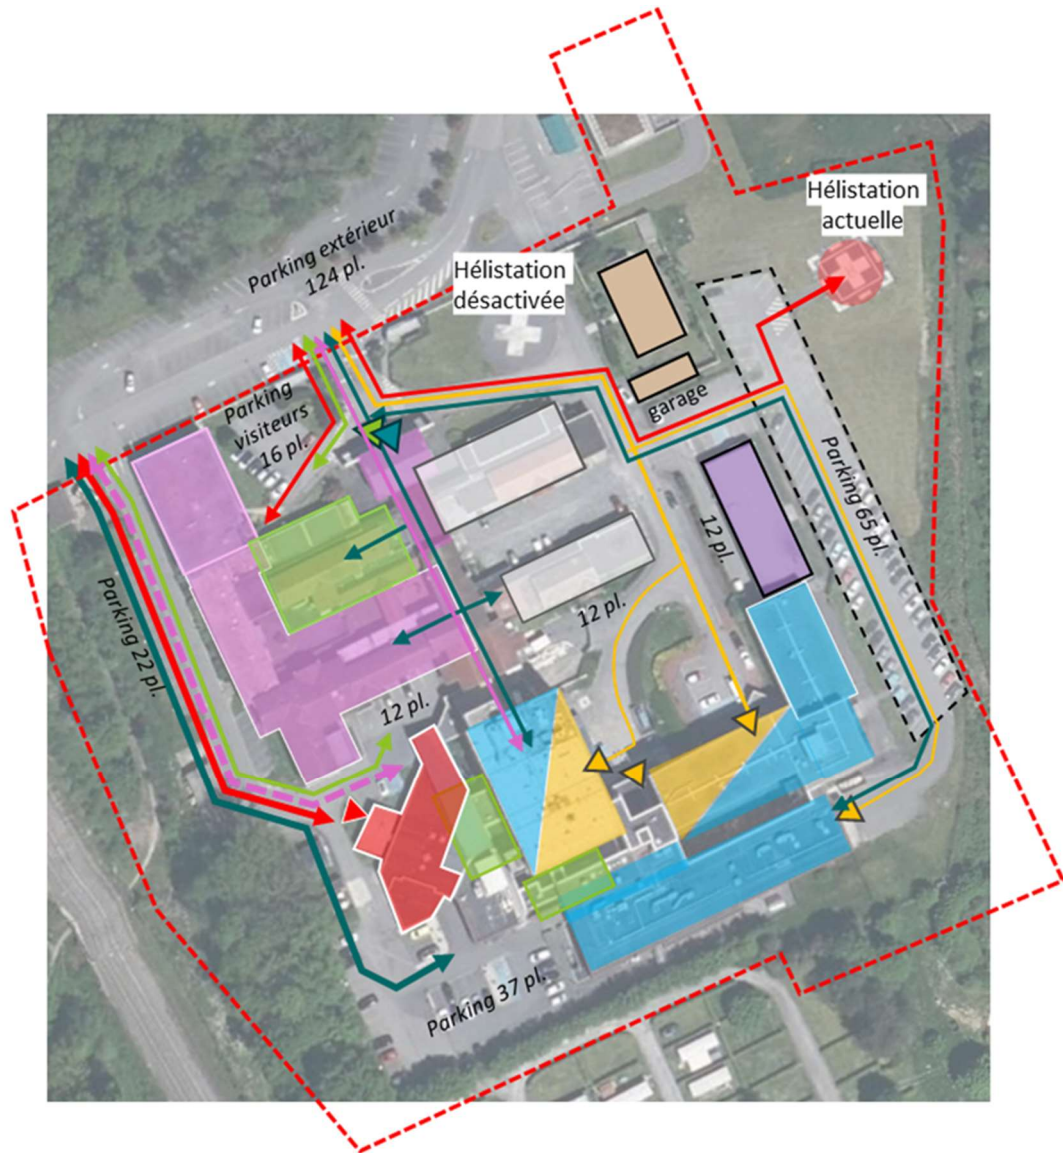 Hélistation
actuelle
Parking extérieur
124 pl.
Hélistation
désactivée
Parking
visiteurs
16 pl.
garage
Parking 65 pl.
12 pl.
12 pl.
Parking 22 pl.
12 pl.
Parking 37 pl.